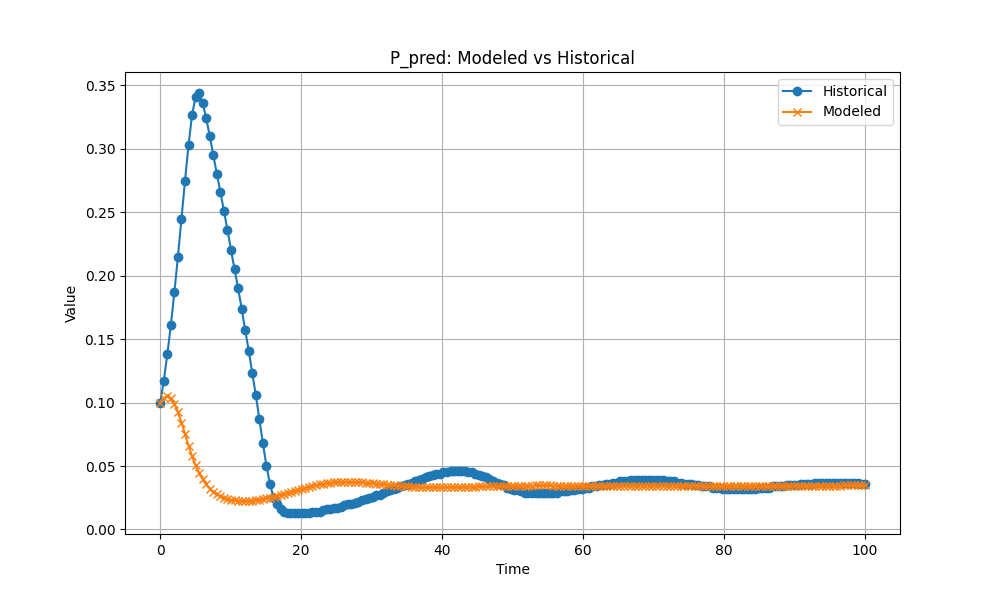 P_pred: Modeled vs Historical
Historical
Modeled
0.35
0.30
0.25
0.20
0.15
0.10
0.05
0.00
Value
0 20 40 60 80 100
Time